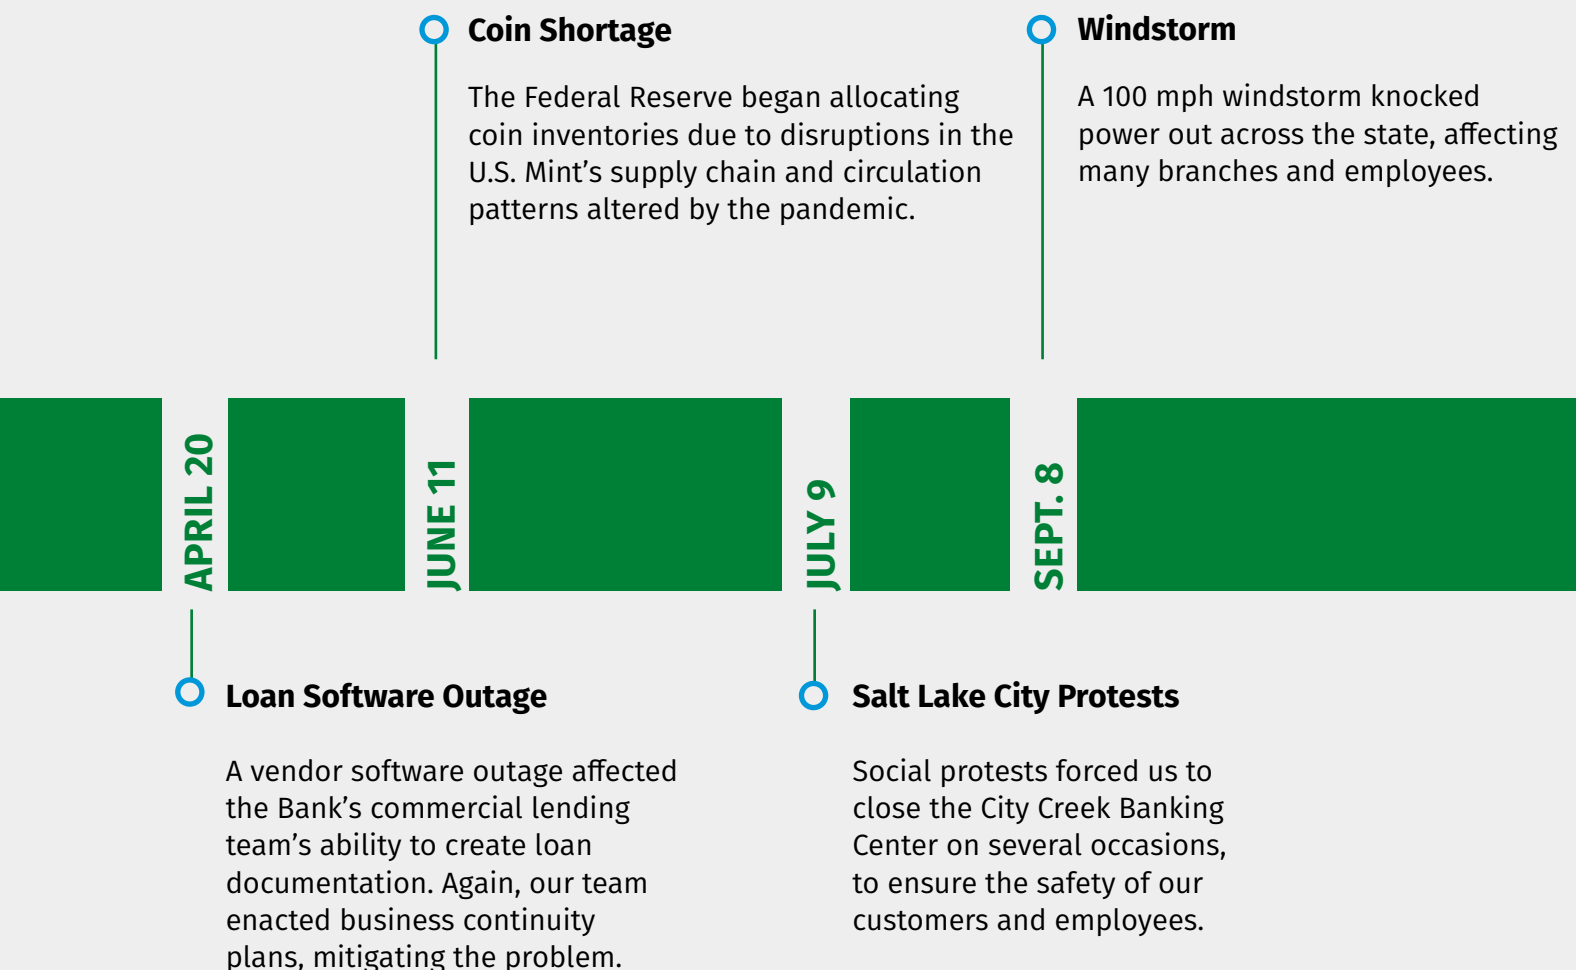 Coin Shortage
The Federal Reserve began allocating
coin inventories due to disruptions in the
U.S. Mint’s supply chain and circulation
patterns altered by the pandemic.
Windstorm
A 100 mph windstorm knocked
power out across the state, affecting
many branches and employees.
APRIL 20
JUNE 11
JULY 9
SEPT. 8
Loan Software Outage
A vendor software outage affected
the Bank’s commercial lending
team’s ability to create loan
documentation. Again, our team
enacted business continuity
plans, mitigating the problem.
Salt Lake City Protests
Social protests forced us to
close the City Creek Banking
Center on several occasions,
to ensure the safety of our
customers and employees.